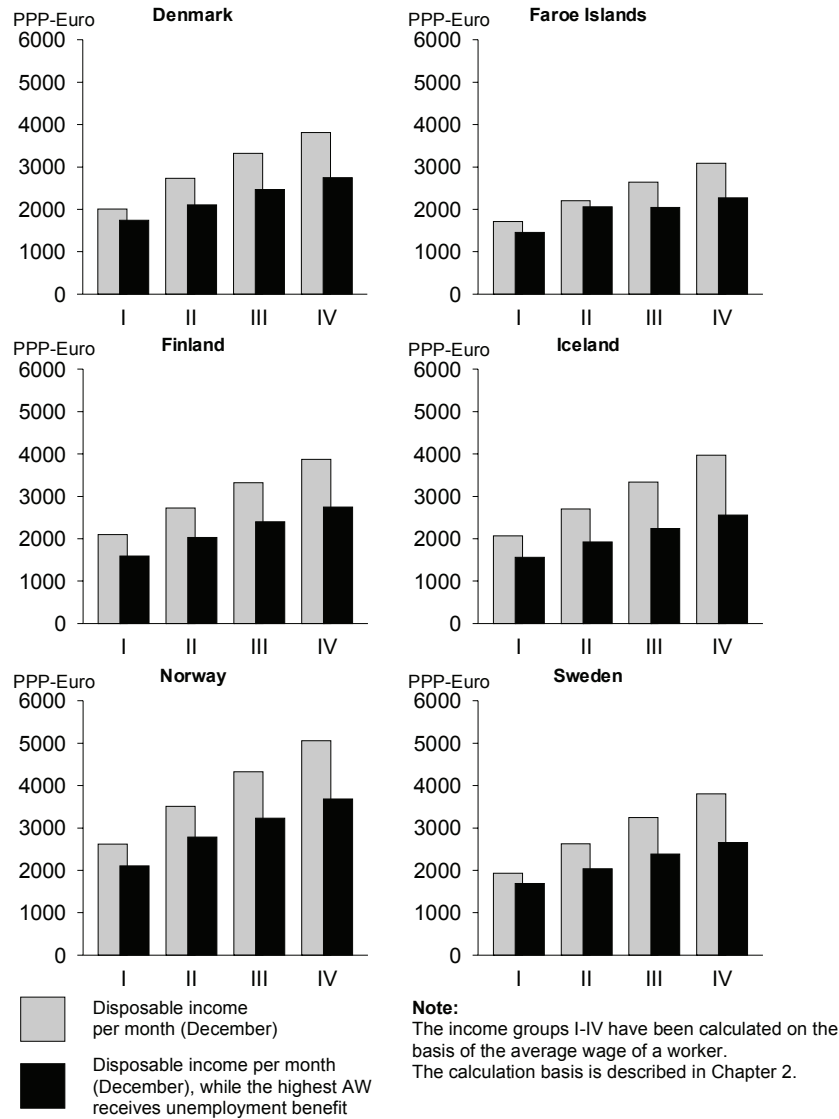 Denmark
PPP-Euro
6000
5000
4000
3000
2000
1000
0
I II III IV
Faroe Islands
PPP-Euro
6000
5000
4000
3000
2000
1000
0
I II III IV
Finland
PPP-Euro
6000
5000
4000
3000
2000
1000
0
I II III IV
Iceland
PPP-Euro
6000
5000
4000
3000
2000
1000
0
I II III IV
Norway
PPP-Euro
6000
5000
4000
3000
2000
1000
0
I II III IV
Sweden
PPP-Euro
6000
5000
4000
3000
2000
1000
0
I II III IV
Disposable income
per month (December)
Disposable income per month
(December), while the highest AW
receives unemployment benefit
Note:
The income groups I-IV have been calculated on the
basis of the average wage of a worker.
The calculation basis is described in Chapter 2.